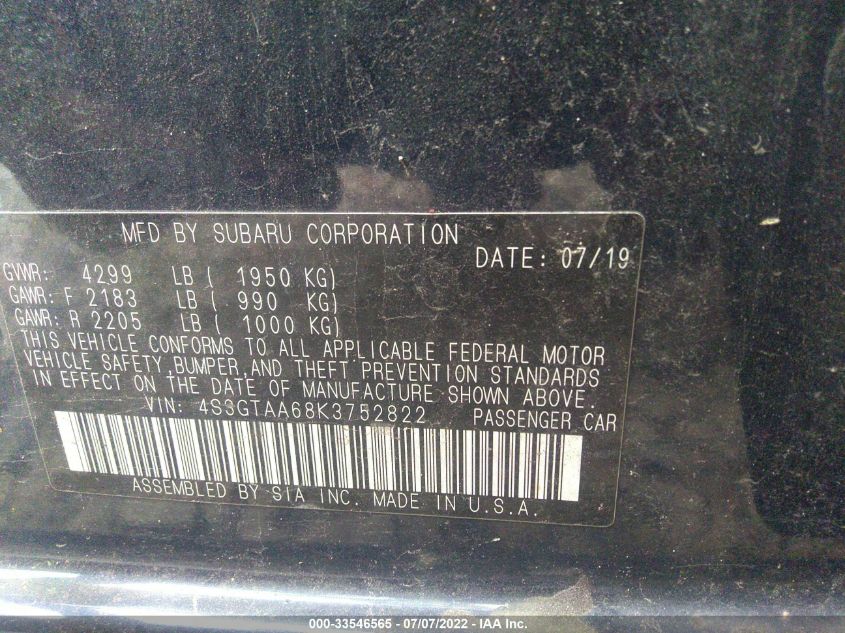 MFD BY SUBARU CORPORATION
DATE: 07/19
GVWR: 4299 LB ( 1950 KG)
GAWR: F 2183 LB ( 990 KG)
GAWR: R 2205 LB ( 1000 KG)
THIS VEHICLE CONFORMS TO ALL APPLICABLE FEDERAL MOTOR
VEHICLE SAFETY, BUMPER, AND THEFT PREVENTION STANDARDS
IN EFFECT ON THE DATE OF MANUFACTURE SHOWN ABOVE.
VIN: 4S3GTAA68K3752822 PASSENGER CAR
ASSEMBLED BY SIA INC. MADE IN U.S.A.
000-33546565 - 07/07/2022 - IAA Inc.